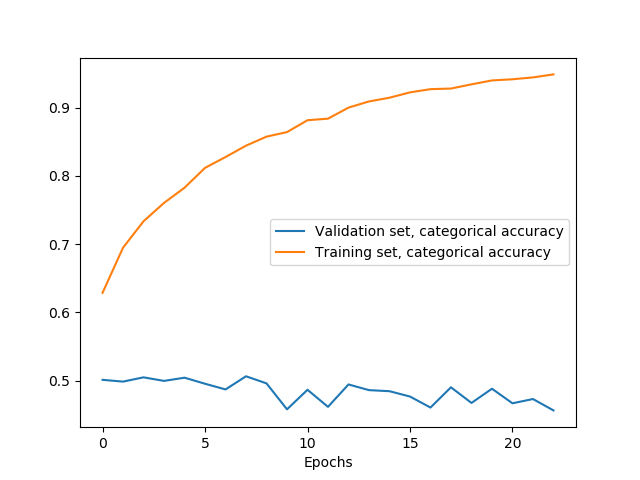 0.9
0.8
0.7
0.6
0.5
Validation set, categorical accuracy
Training set, categorical accuracy
0 5 10 15 20
Epochs